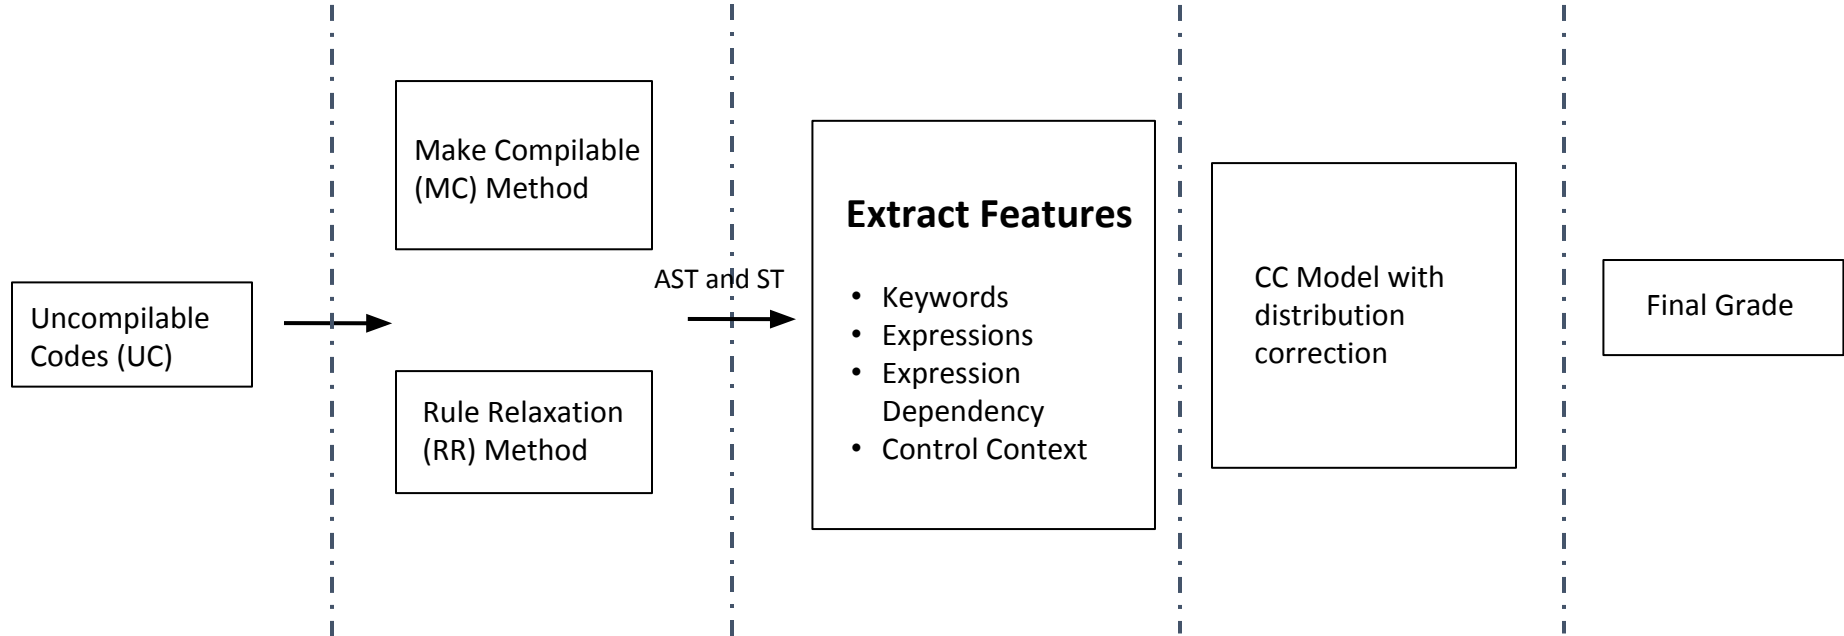 Uncompilable
Codes (UC)
Make Compilable
(MC) Method
Rule Relaxation
(RR) Method
AST and ST
Extract Features
• Keywords
• Expressions
• Expression
Dependency
• Control Context
CC Model with
distribution
correction
Final Grade